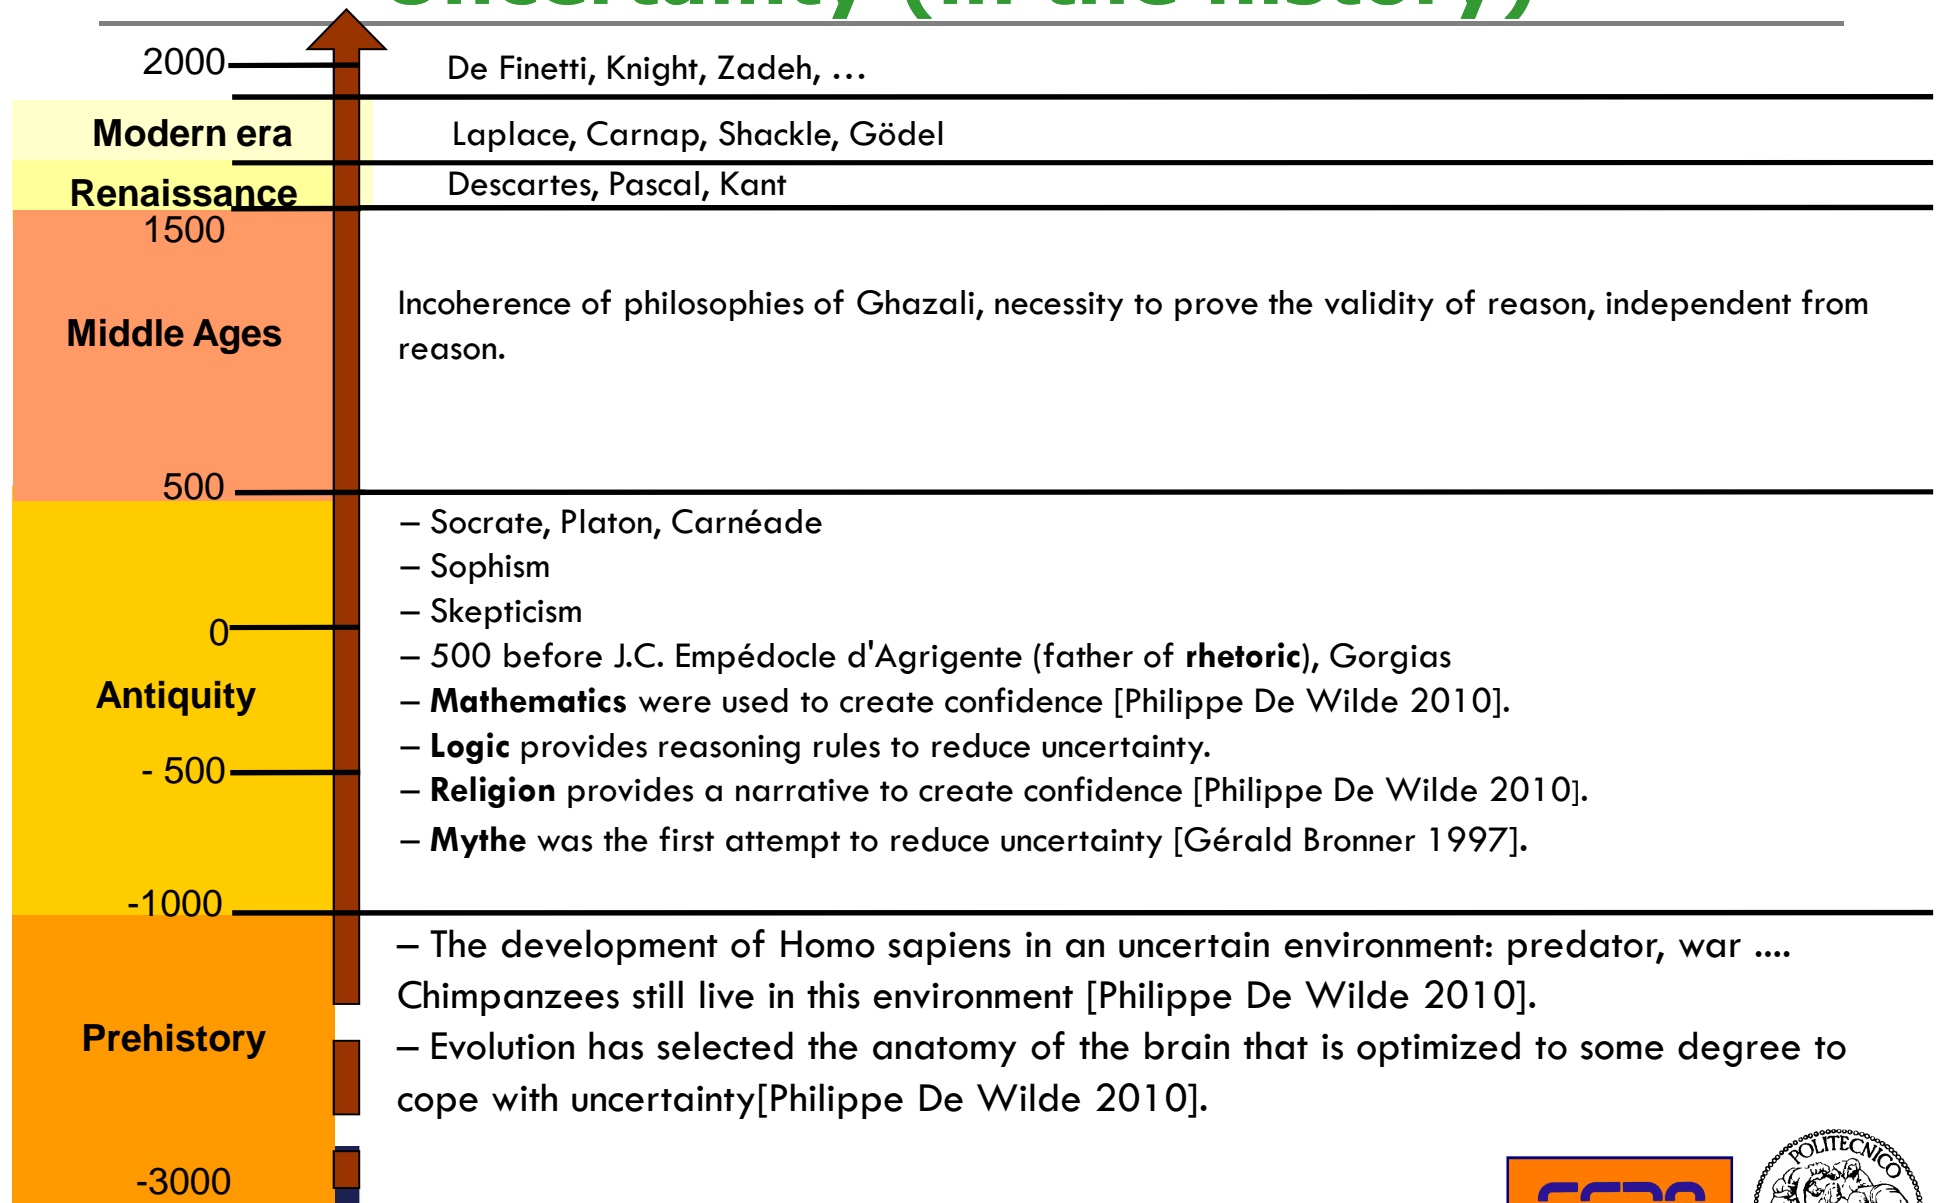 Uncertainty (in the history)
2000
De Finetti, Knight, Zadeh, …
Modern era
Laplace, Carnap, Shackle, Gödel
Renaissance
Descartes, Pascal, Kant
1500
Middle Ages
Incoherence of philosophies of Ghazali, necessity to prove the validity of reason, independent from
reason.
500
– Socrate, Platon, Carnéade
– Sophism
– Skepticism
0
– 500 before J.C. Empédocle d'Agrigente (father of rhetoric), Gorgias
Antiquity
– Mathematics were used to create confidence [Philippe De Wilde 2010].
– Logic provides reasoning rules to reduce uncertainty.
- 500
– Religion provides a narrative to create confidence [Philippe De Wilde 2010].
– Mythe was the first attempt to reduce uncertainty [Gérald Bronner 1997].
-1000
– The development of Homo sapiens in an uncertain environment: predator, war ....
Chimpanzees still live in this environment [Philippe De Wilde 2010].
Prehistory
– Evolution has selected the anatomy of the brain that is optimized to some degree to
cope with uncertainty[Philippe De Wilde 2010].
-3000
POLITECNICO